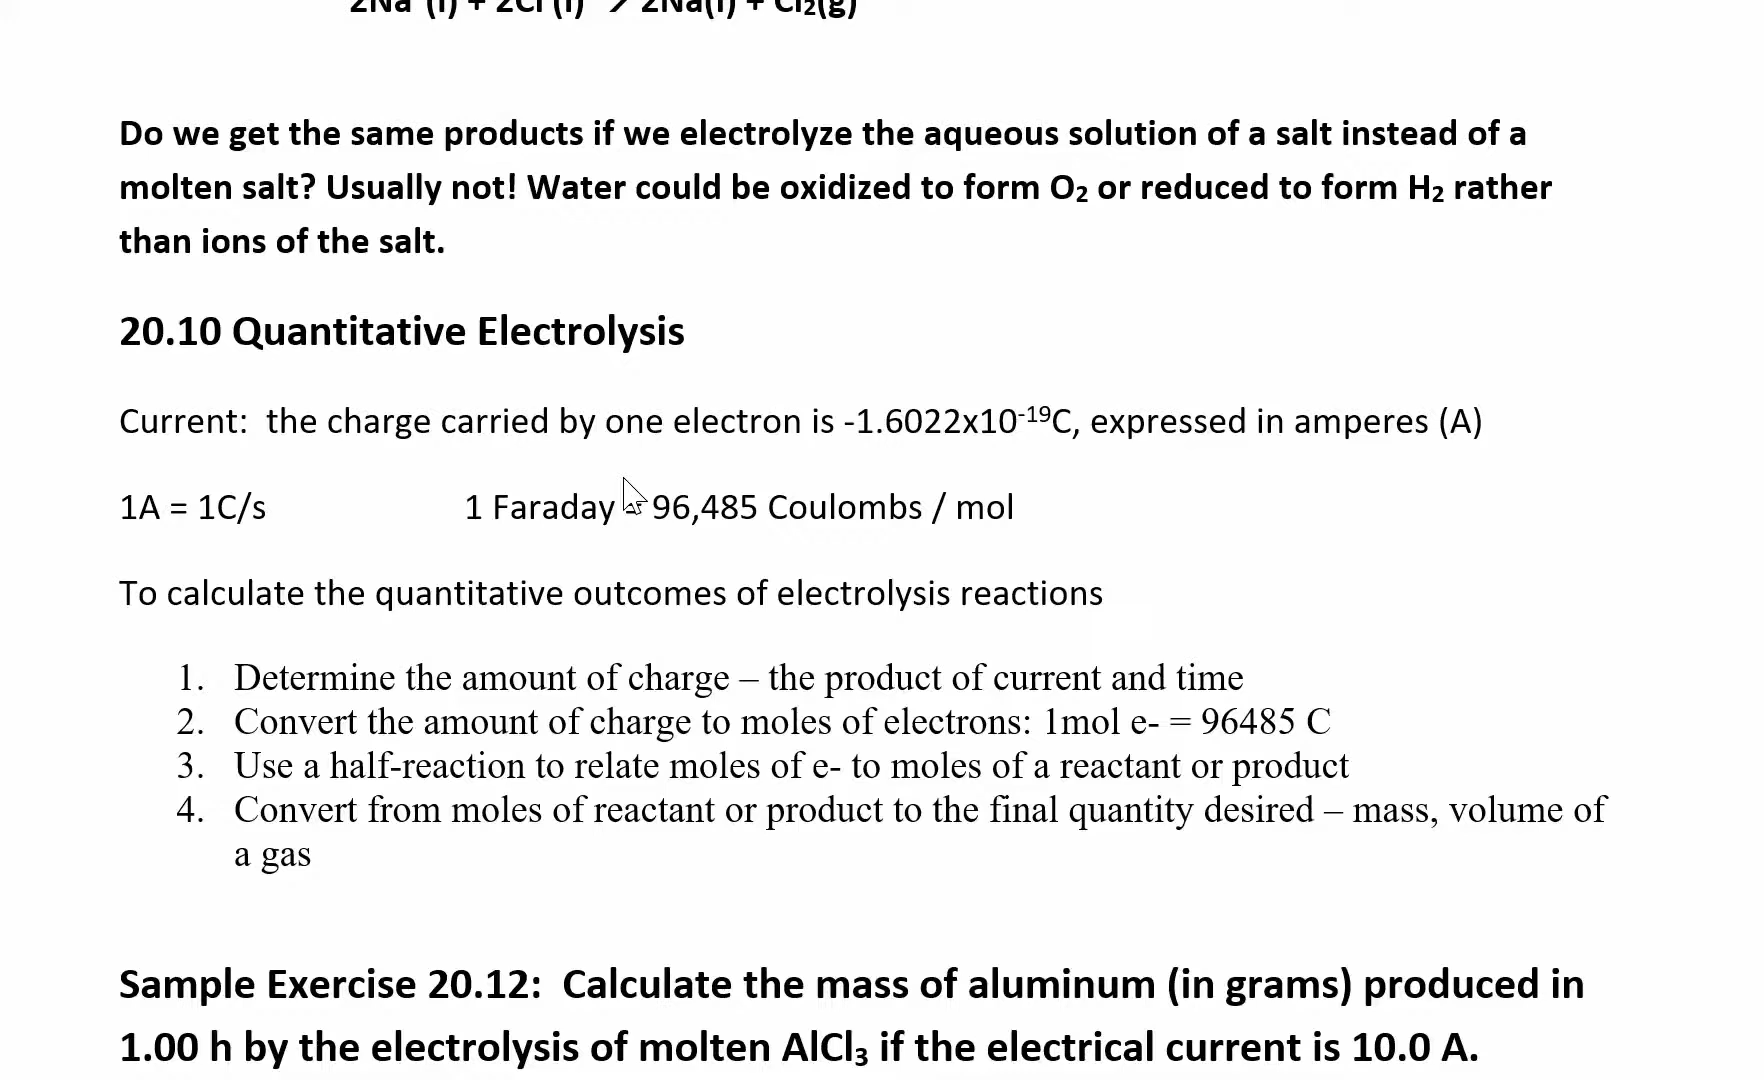 2Na⁺(l) + 2Cl⁻(l) → 2Na(l) + Cl₂(g)
Do we get the same products if we electrolyze the aqueous solution of a salt instead of a
molten salt? Usually not! Water could be oxidized to form O₂ or reduced to form H₂ rather
than ions of the salt.
20.10 Quantitative Electrolysis
Current:  the charge carried by one electron is -1.6022x10⁻¹⁹C, expressed in amperes (A)
1A = 1C/s 1 Faraday = 96,485 Coulombs / mol
To calculate the quantitative outcomes of electrolysis reactions
1. Determine the amount of charge – the product of current and time
2. Convert the amount of charge to moles of electrons: 1mol e- = 96485 C
3. Use a half-reaction to relate moles of e- to moles of a reactant or product
4. Convert from moles of reactant or product to the final quantity desired – mass, volume of
a gas
Sample Exercise 20.12:  Calculate the mass of aluminum (in grams) produced in
1.00 h by the electrolysis of molten AlCl₃ if the electrical current is 10.0 A.